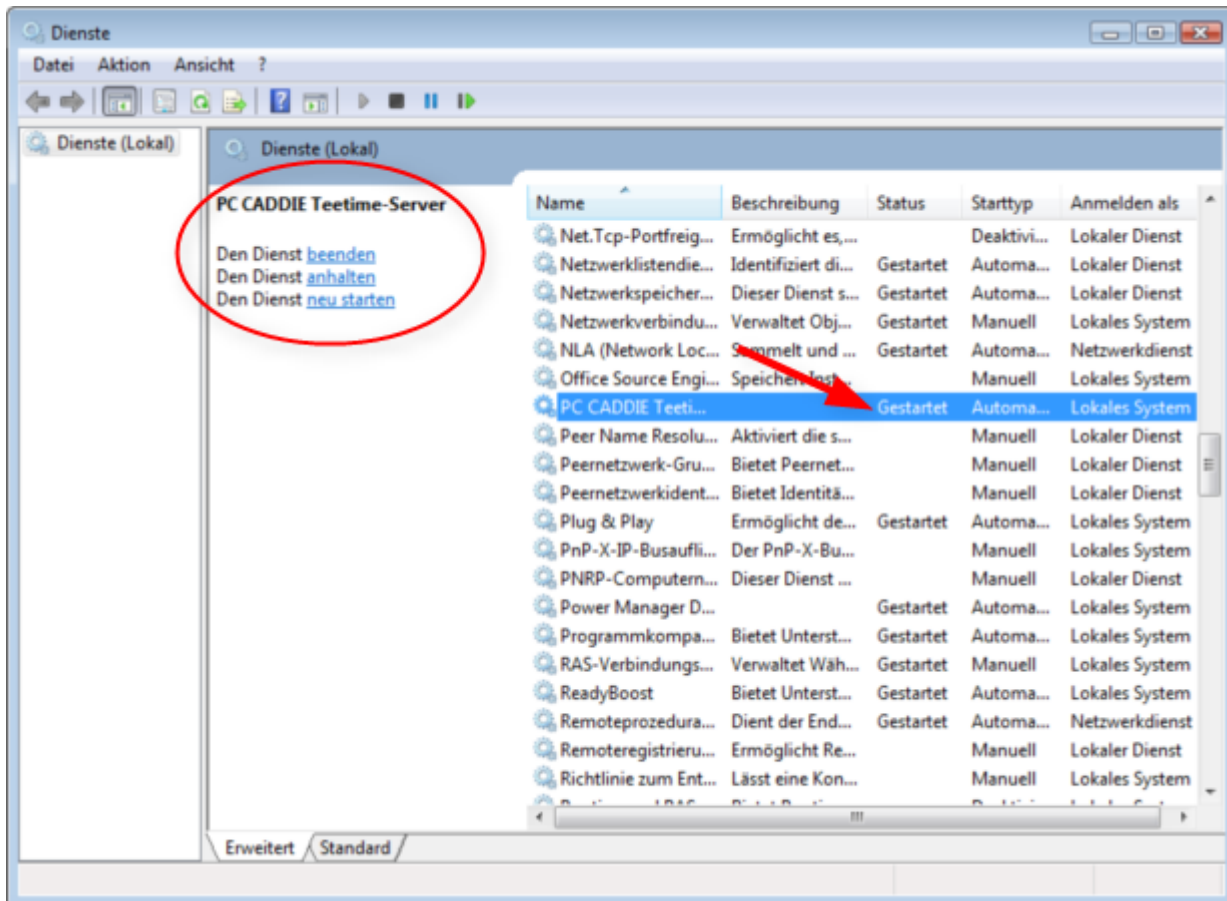 Dienste
Datei Aktion Ansicht ?
Dienste (Lokal)
Dienste (Lokal)
PC CADDIE Teetime-Server
Den Dienst beenden
Den Dienst anhalten
Den Dienst neu starten
Name Beschreibung Status Starttyp Anmelden als
Net.Tcp-Portfreig... Ermöglicht es,... Deaktivi... Lokaler Dienst
Netzwerklistendie... Identifiziert di... Gestartet Automa... Lokaler Dienst
Netzwerkspeicher... Dieser Dienst s... Gestartet Automa... Lokaler Dienst
Netzwerkverbindu... Verwaltet Obj... Gestartet Manuell Lokales System
NLA (Network Loc... Sammelt und ... Gestartet Automa... Netzwerkdienst
Office Source Engi... Speichert Inst... Manuell Lokales System
PC CADDIE Teeti... Gestartet Automa... Lokales System
Peer Name Resolu... Aktiviert die s... Manuell Lokaler Dienst
Peernetzwerk-Gru... Bietet Peernet... Manuell Lokaler Dienst
Peernetzwerkident... Bietet Identitä... Manuell Lokaler Dienst
Plug & Play Ermöglicht de... Gestartet Automa... Lokales System
PnP-X-IP-Busaufli... Der PnP-X-Bu... Manuell Lokales System
PNRP-Computern... Dieser Dienst ... Manuell Lokaler Dienst
Power Manager D... Gestartet Automa... Lokales System
Programmkompa... Bietet Unterst... Gestartet Automa... Lokales System
RAS-Verbindungs... Verwaltet Wäh... Gestartet Manuell Lokales System
ReadyBoost Bietet Unterst... Gestartet Automa... Lokales System
Remoteprozedura... Dient der End... Gestartet Automa... Netzwerkdienst
Remoteregistrieru... Ermöglicht Re... Manuell Lokaler Dienst
Richtlinie zum Ent... Lässt eine Kon... Manuell Lokales System
Erweitert Standard